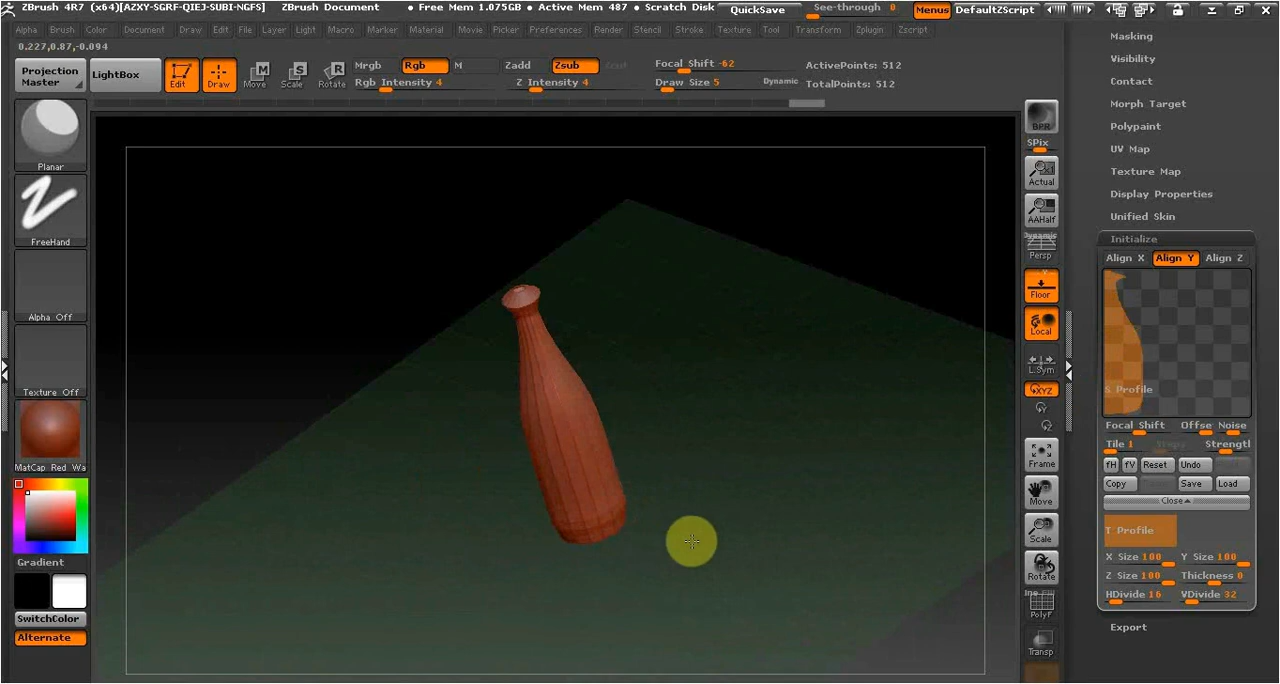 ZBrush 4R7 (x64)[AZXY-SGRF-QIEJ-SUBI-NGFS] ZBrush Document • Free Mem 1.075GB • Active Mem 487 • Scratch Disk QuickSave See-through 0 Menus DefaultZScript
Alpha Brush Color Document Draw Edit File Layer Light Macro Marker Material Movie Picker Preferences Render Stencil Stroke Texture Tool Transform Zplugin Zscript
0.227,0.87,-0.094
Projection Master
LightBox
Edit
Draw
Move
Scale
Rotate
Mrgb Rgb M
Rgb Intensity 4
Zadd Zsub
Z Intensity 4
Focal Shift -62
Draw Size 5 Dynamic
ActivePoints: 512
TotalPoints: 512
Planar
FreeHand
Alpha Off
Texture Off
MatCap Red Wa
Gradient
SwitchColor
Alternate
BPR
SPix
Actual
AAHalf
Dynamic
Persp
Floor
Local
L.Sym
XYZ
Frame
Move
Scale
Rotate
PolyF
Transp
Masking
Visibility
Contact
Morph Target
Polypaint
UV Map
Texture Map
Display Properties
Unified Skin
Initialize
Align X Align Y Align Z
S Profile
Focal Shift Offse Noise
Tile 1 Strengtl
fH fV Reset Undo
Copy Save Load
Close
T Profile
X Size 100 Y Size 100
Z Size 100 Thickness 0
HDivide 16 VDivide 32
Export